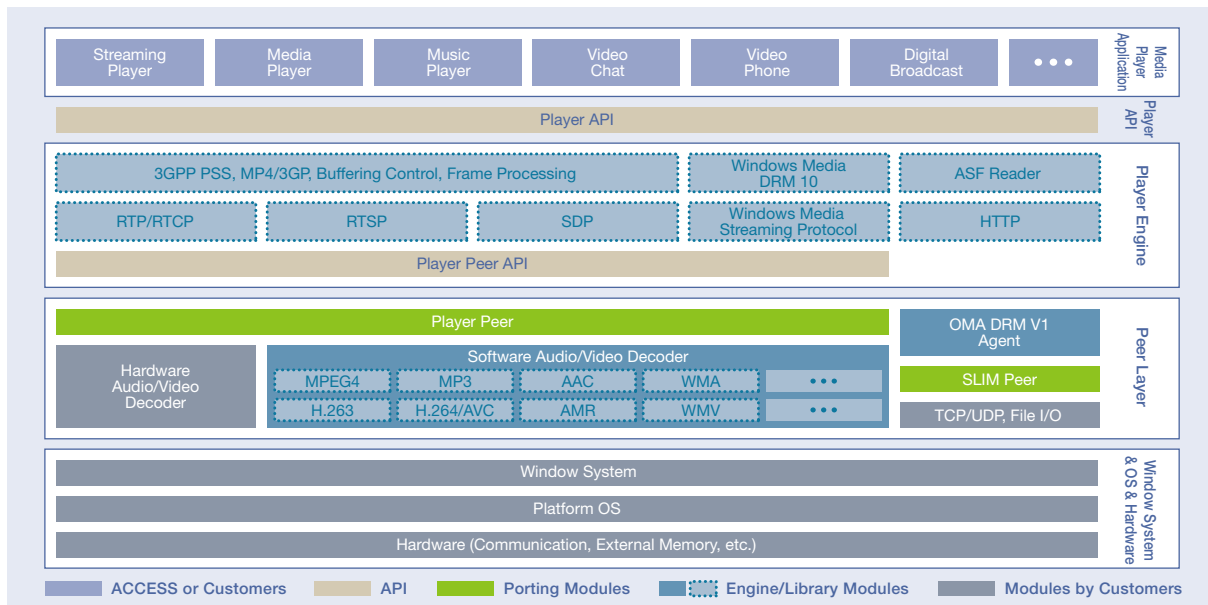 Streaming
Player
Media
Player
Music
Player
Video
Chat
Video
Phone
Digital
Broadcast
•••
Media
Player
Application
Player API
Player
API
3GPP PSS, MP4/3GP, Buffering Control, Frame Processing
Windows Media
DRM 10
ASF Reader
RTP/RTCP
RTSP
SDP
Windows Media
Streaming Protocol
HTTP
Player Peer API
Player Engine
Player Peer
OMA DRM V1
Agent
Hardware
Audio/Video
Decoder
Software Audio/Video Decoder
MPEG4
MP3
AAC
WMA
•••
H.263
H.264/AVC
AMR
WMV
•••
SLIM Peer
TCP/UDP, File I/O
Peer Layer
Window System
Platform OS
Hardware (Communication, External Memory, etc.)
Window System
& OS & Hardware
ACCESS or Customers
API
Porting Modules
Engine/Library Modules
Modules by Customers